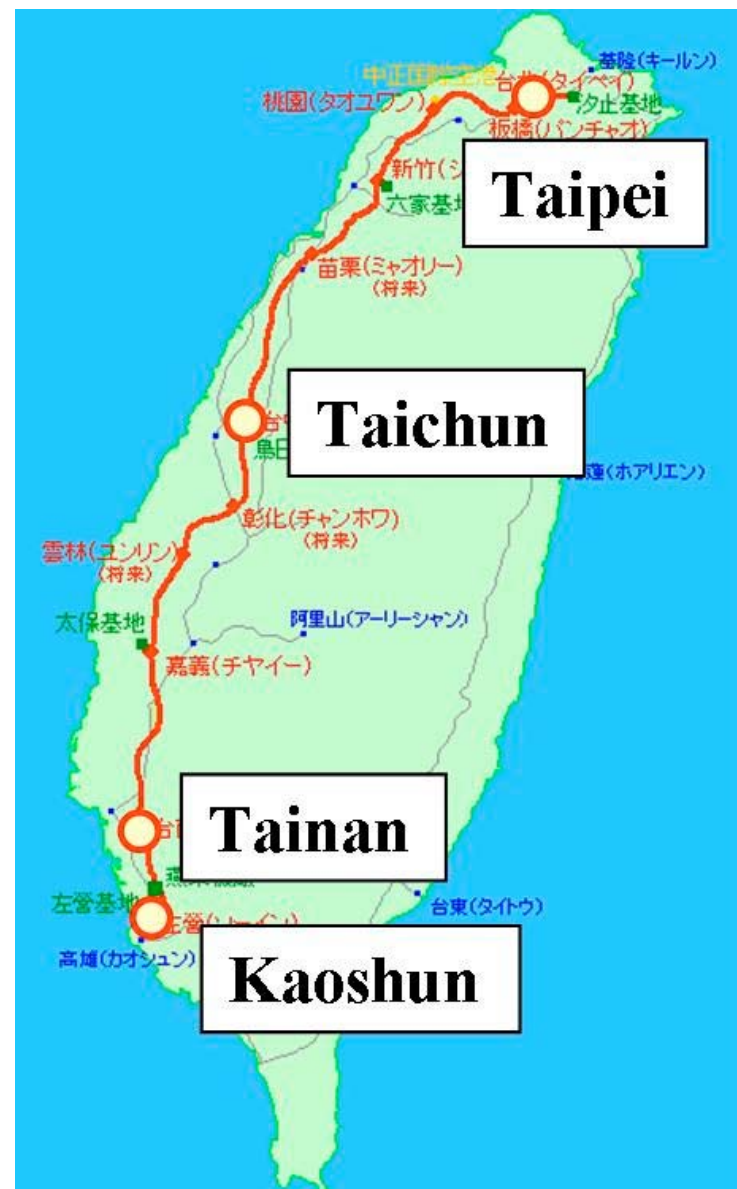 基隆(キールン)
中正国際空港
台北(タイペイ)
桃園(タオユワン)
汐止基地
板橋(バンチャオ)
Taipei
新竹(シ
六家基地
苗栗(ミャオリー)
(将来)
Taichun
台中
烏日
(ホアリエン)
彰化(チャンホワ)
(将来)
雲林(ユンリン)
(将来)
太保基地
阿里山(アーリーシャン)
嘉義(チヤイー)
Tainan
左營基地
台東(タイトウ)
高雄(カオシュン)
Kaoshun